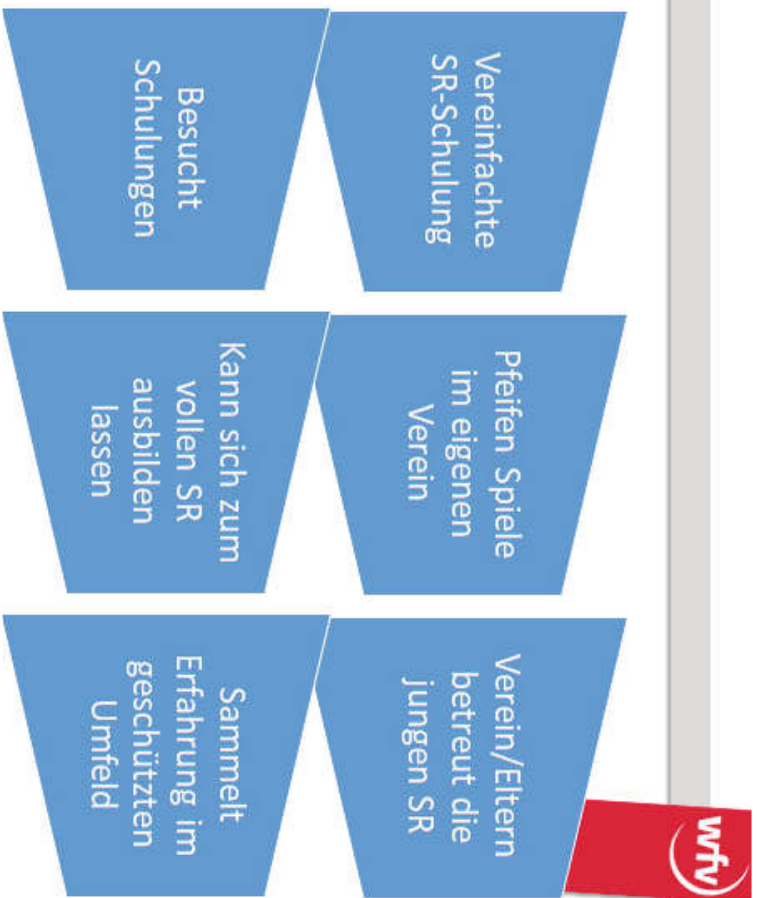 wfv
Vereinfachte
SR-Schulung
Pfeifen Spiele
im eigenen
Verein
Verein/Eltern
betreut die
jungen SR
Besucht
Schulungen
Kann sich zum
vollen SR
ausbilden
lassen
Sammelt
Erfahrung im
geschützten
Umfeld